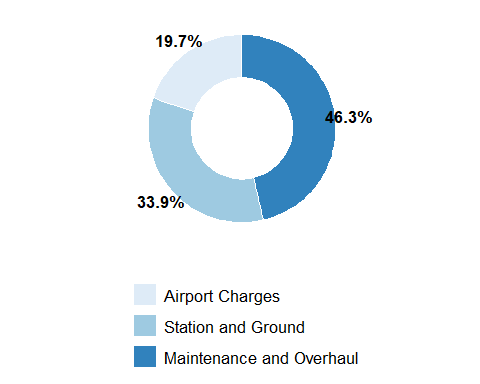 19.7%
46.3%
33.9%
Airport Charges
Station and Ground
Maintenance and Overhaul